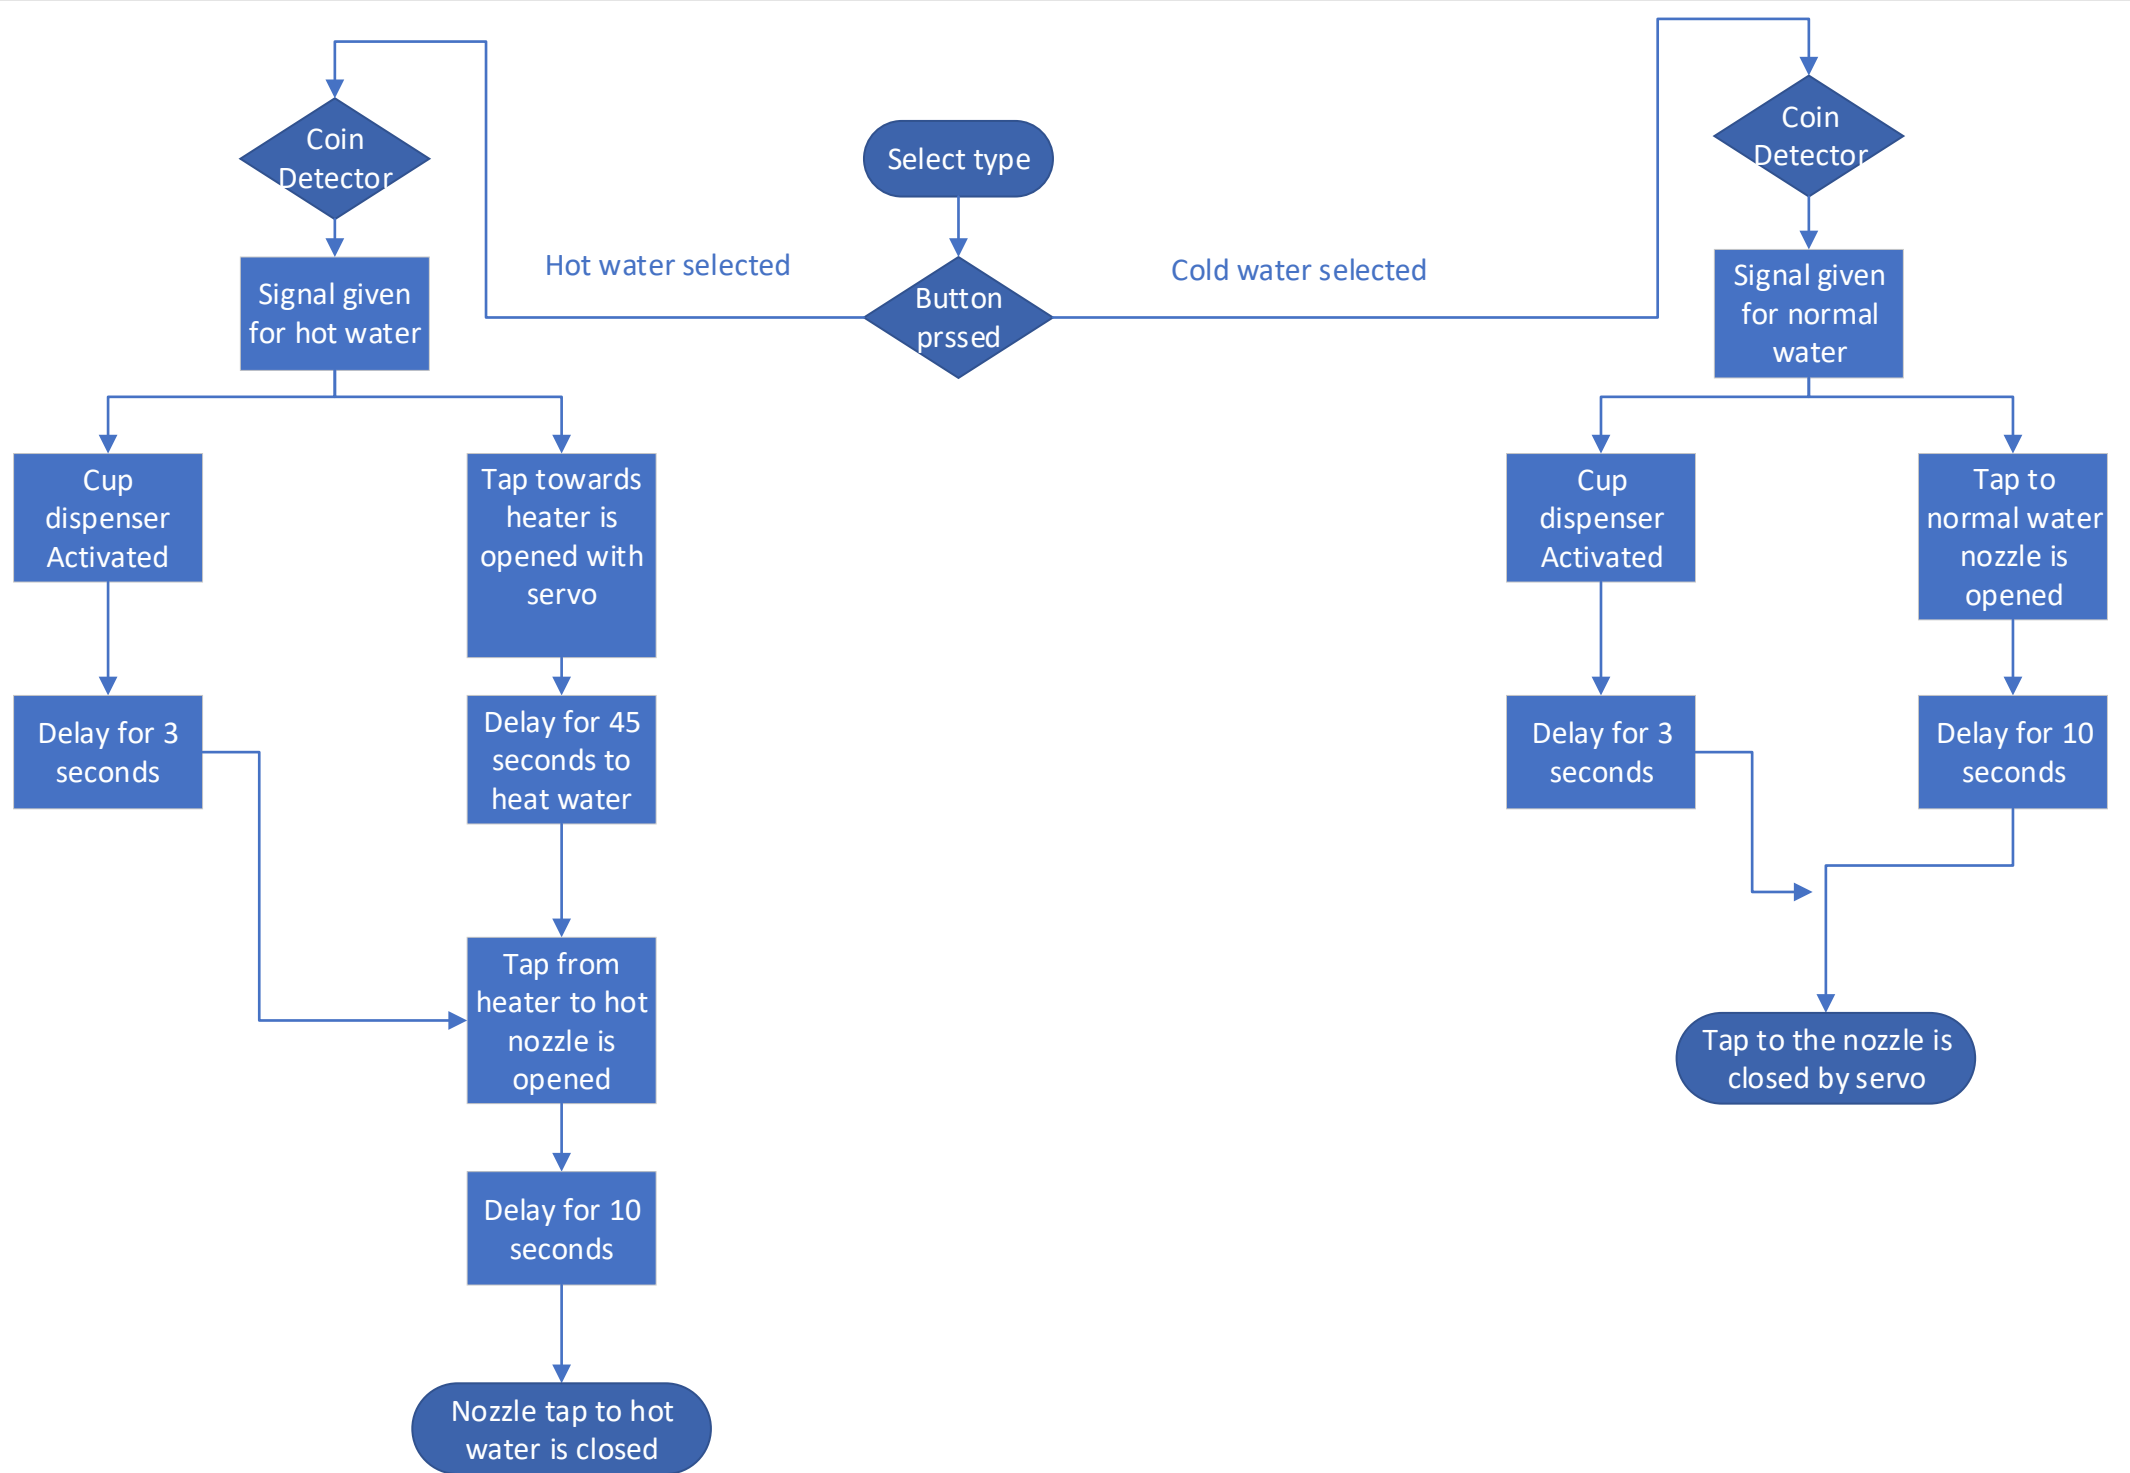 Select type
Button
prssed
Hot water selected
Cold water selected
Coin
Detector
Signal given
for hot water
Cup
dispenser
Activated
Delay for 3
seconds
Tap towards
heater is
opened with
servo
Delay for 45
seconds to
heat water
Tap from
heater to hot
nozzle is
opened
Delay for 10
seconds
Nozzle tap to hot
water is closed
Coin
Detector
Signal given
for normal
water
Cup
dispenser
Activated
Delay for 3
seconds
Tap to
normal water
nozzle is
opened
Delay for 10
seconds
Tap to the nozzle is
closed by servo